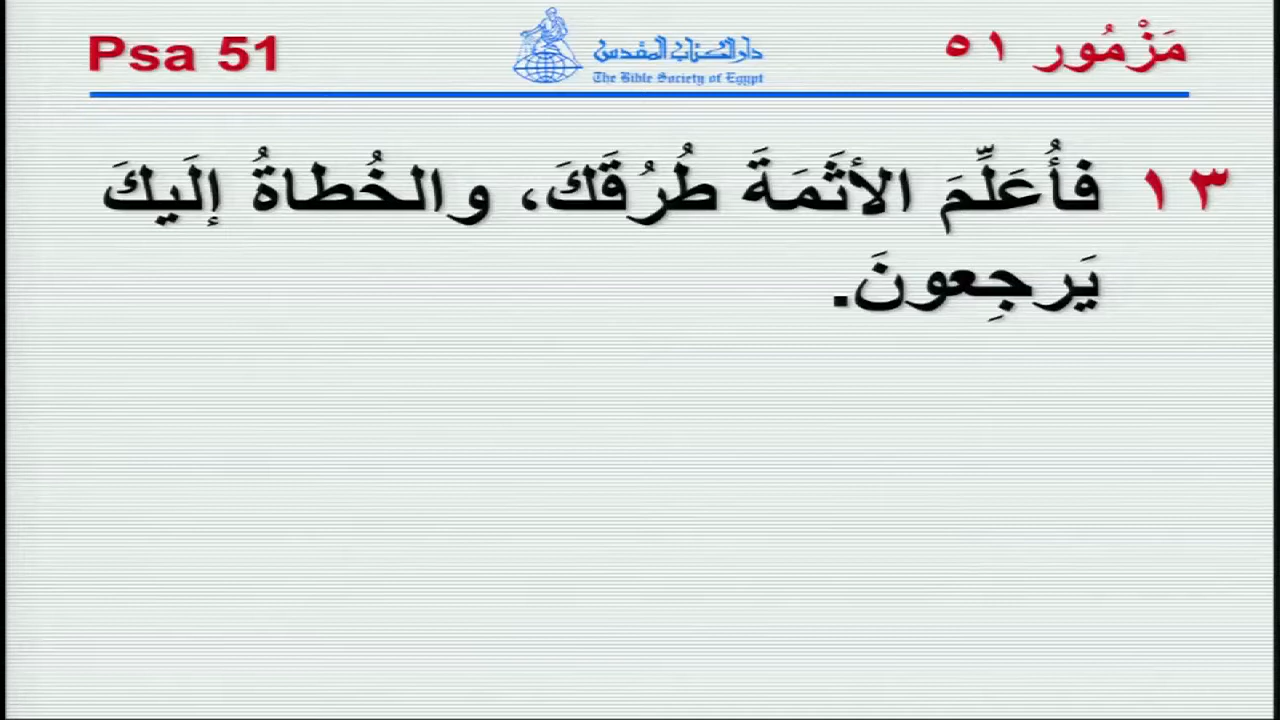 Psa 51
دار الكتاب المقدس
The Bible Society of Egypt
مَزْمُور ٥١
١٣ فأُعَلِّمَ الأثَمَةَ طُرُقَكَ، والخُطاةُ إلَيكَ
يَرجِعونَ.